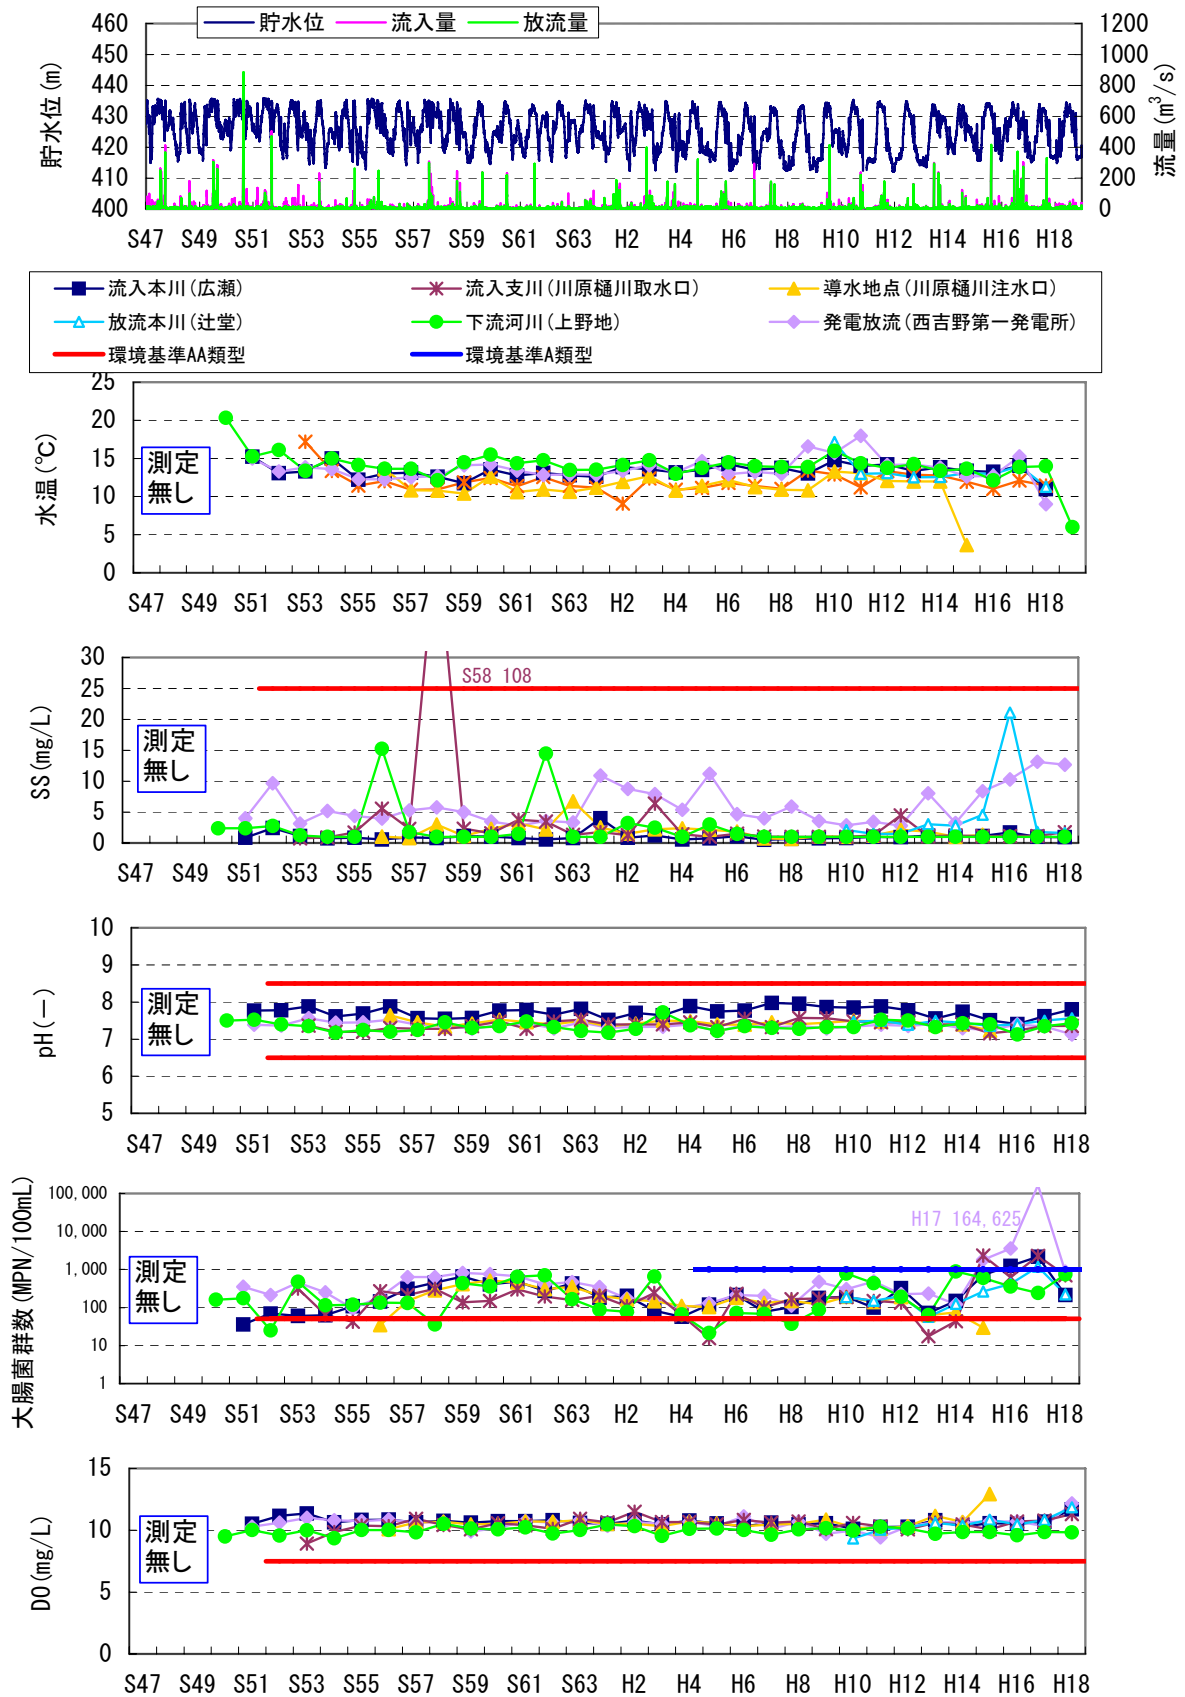 貯水位 流入量 放流量
貯水位(m)
460
450
440
430
420
410
400
流量(m³/s)
1200
1000
800
600
400
200
0
S47 S49 S51 S53 S55 S57 S59 S61 S63 H2 H4 H6 H8 H10 H12 H14 H16 H18
流入本川(広瀬) 流入支川(川原樋川取水口) 導水地点(川原樋川注水口)
放流本川(辻堂) 下流河川(上野地) 発電放流(西吉野第一発電所)
環境基準AA類型 環境基準A類型
水温(℃)
25
20
15
10
5
0
測定
無し
S47 S49 S51 S53 S55 S57 S59 S61 S63 H2 H4 H6 H8 H10 H12 H14 H16 H18
SS(mg/L)
30
25
20
15
10
5
0
S58 108
測定
無し
S47 S49 S51 S53 S55 S57 S59 S61 S63 H2 H4 H6 H8 H10 H12 H14 H16 H18
pH(ー)
10
9
8
7
6
5
測定
無し
S47 S49 S51 S53 S55 S57 S59 S61 S63 H2 H4 H6 H8 H10 H12 H14 H16 H18
大腸菌群数(MPN/100mL)
100,000
10,000
1,000
100
10
1
H17 164,625
測定
無し
S47 S49 S51 S53 S55 S57 S59 S61 S63 H2 H4 H6 H8 H10 H12 H14 H16 H18
DO(mg/L)
15
10
5
0
測定
無し
S47 S49 S51 S53 S55 S57 S59 S61 S63 H2 H4 H6 H8 H10 H12 H14 H16 H18